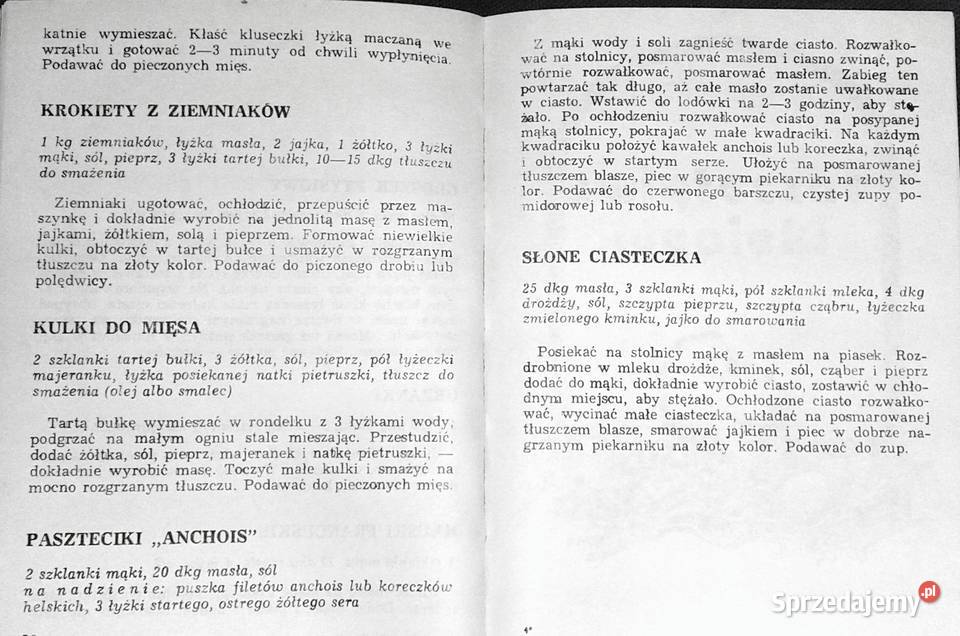 katnie wymieszać. Kłaść kluseczki łyżką maczaną we
wrzątku i gotować 2—3 minuty od chwili wypłynięcia.
Podawać do pieczonych mięs.
KROKIETY Z ZIEMNIAKÓW
1 kg ziemniaków, łyżka masła, 2 jajka, 1 żółtko, 3 łyżki
mąki, sól, pieprz, 3 łyżki tartej bułki, 10—15 dkg tłuszczu
do smażenia
Ziemniaki ugotować, ochłodzić, przepuścić przez ma-
szynkę i dokładnie wyrobić na jednolitą masę z masłem,
jajkami, żółtkiem, solą i pieprzem. Formować niewielkie
kulki, obtoczyć w tartej bułce i usmażyć w rozgrzanym
tłuszczu na złoty kolor. Podawać do piczonego drobiu lub
polędwicy.
KULKI DO MIĘSA
2 szklanki tartej bułki, 3 żółtka, sól, pieprz, pół łyżeczki
majeranku, łyżka posiekanej natki pietruszki, tłuszcz do
smażenia (olej albo smalec)
Tartą bułkę wymieszać w rondelku z 3 łyżkami wody,
podgrzać na małym ogniu stale mieszając. Przestudzić,
dodać żółtka, sól, pieprz, majeranek i natkę pietruszki, —
dokładnie wyrobić masę. Toczyć małe kulki i smażyć na
mocno rozgrzanym tłuszczu. Podawać do pieczonych mięs.
PASZTECIKI „ANCHOIS"
2 szklanki mąki, 20 dkg masła, sól
na nadzienie: puszka filetów anchois lub koreczków
helskich, 3 łyżki startego, ostrego żółtego sera
Z mąki wody i soli zagnieść twarde ciasto. Rozwałko-
wać na stolnicy, posmarować masłem i ciasno zwinąć, po-
wtórnie rozwałkować, posmarować masłem. Zabieg ten
powtarzać tak długo, aż całe masło zostanie uwałkowane
w ciasto. Wstawić do lodówki na 2—3 godziny, aby stę-
żało. Po ochłodzeniu rozwałkować ciasto na posypanej
mąką stolnicy, pokrajać w małe kwadraciki. Na każdym
kwadraciku położyć kawałek anchois lub koreczka, zwinąć
i obtoczyć w startym serze. Ułożyć na posmarowanej
tłuszczem blasze, piec w gorącym piekarniku na złoty ko-
lor. Podawać do czerwonego barszczu, czystej zupy po-
midorowej lub rosołu.
SŁONE CIASTECZKA
25 dkg masła, 3 szklanki mąki, pół szklanki mleka, 4 dkg
drożdży, sól, szczypta pieprzu, szczypta cząbru, łyżeczka
zmielonego kminku, jajko do smarowania
Posiekać na stolnicy mąkę z masłem na piasek. Roz-
drobnione w mleku drożdże, kminek, sól, cząber i pieprz
dodać do mąki, dokładnie wyrobić ciasto, zostawić w chło-
dnym miejscu, aby stężało. Ochłodzone ciasto rozwałko-
wać, wycinać małe ciasteczka, układać na posmarowanej
tłuszczem blasze, smarować jajkiem i piec w dobrze na-
grzanym piekarniku na złoty kolor. Podawać do zup.
4*
Sprzedajemy.pl